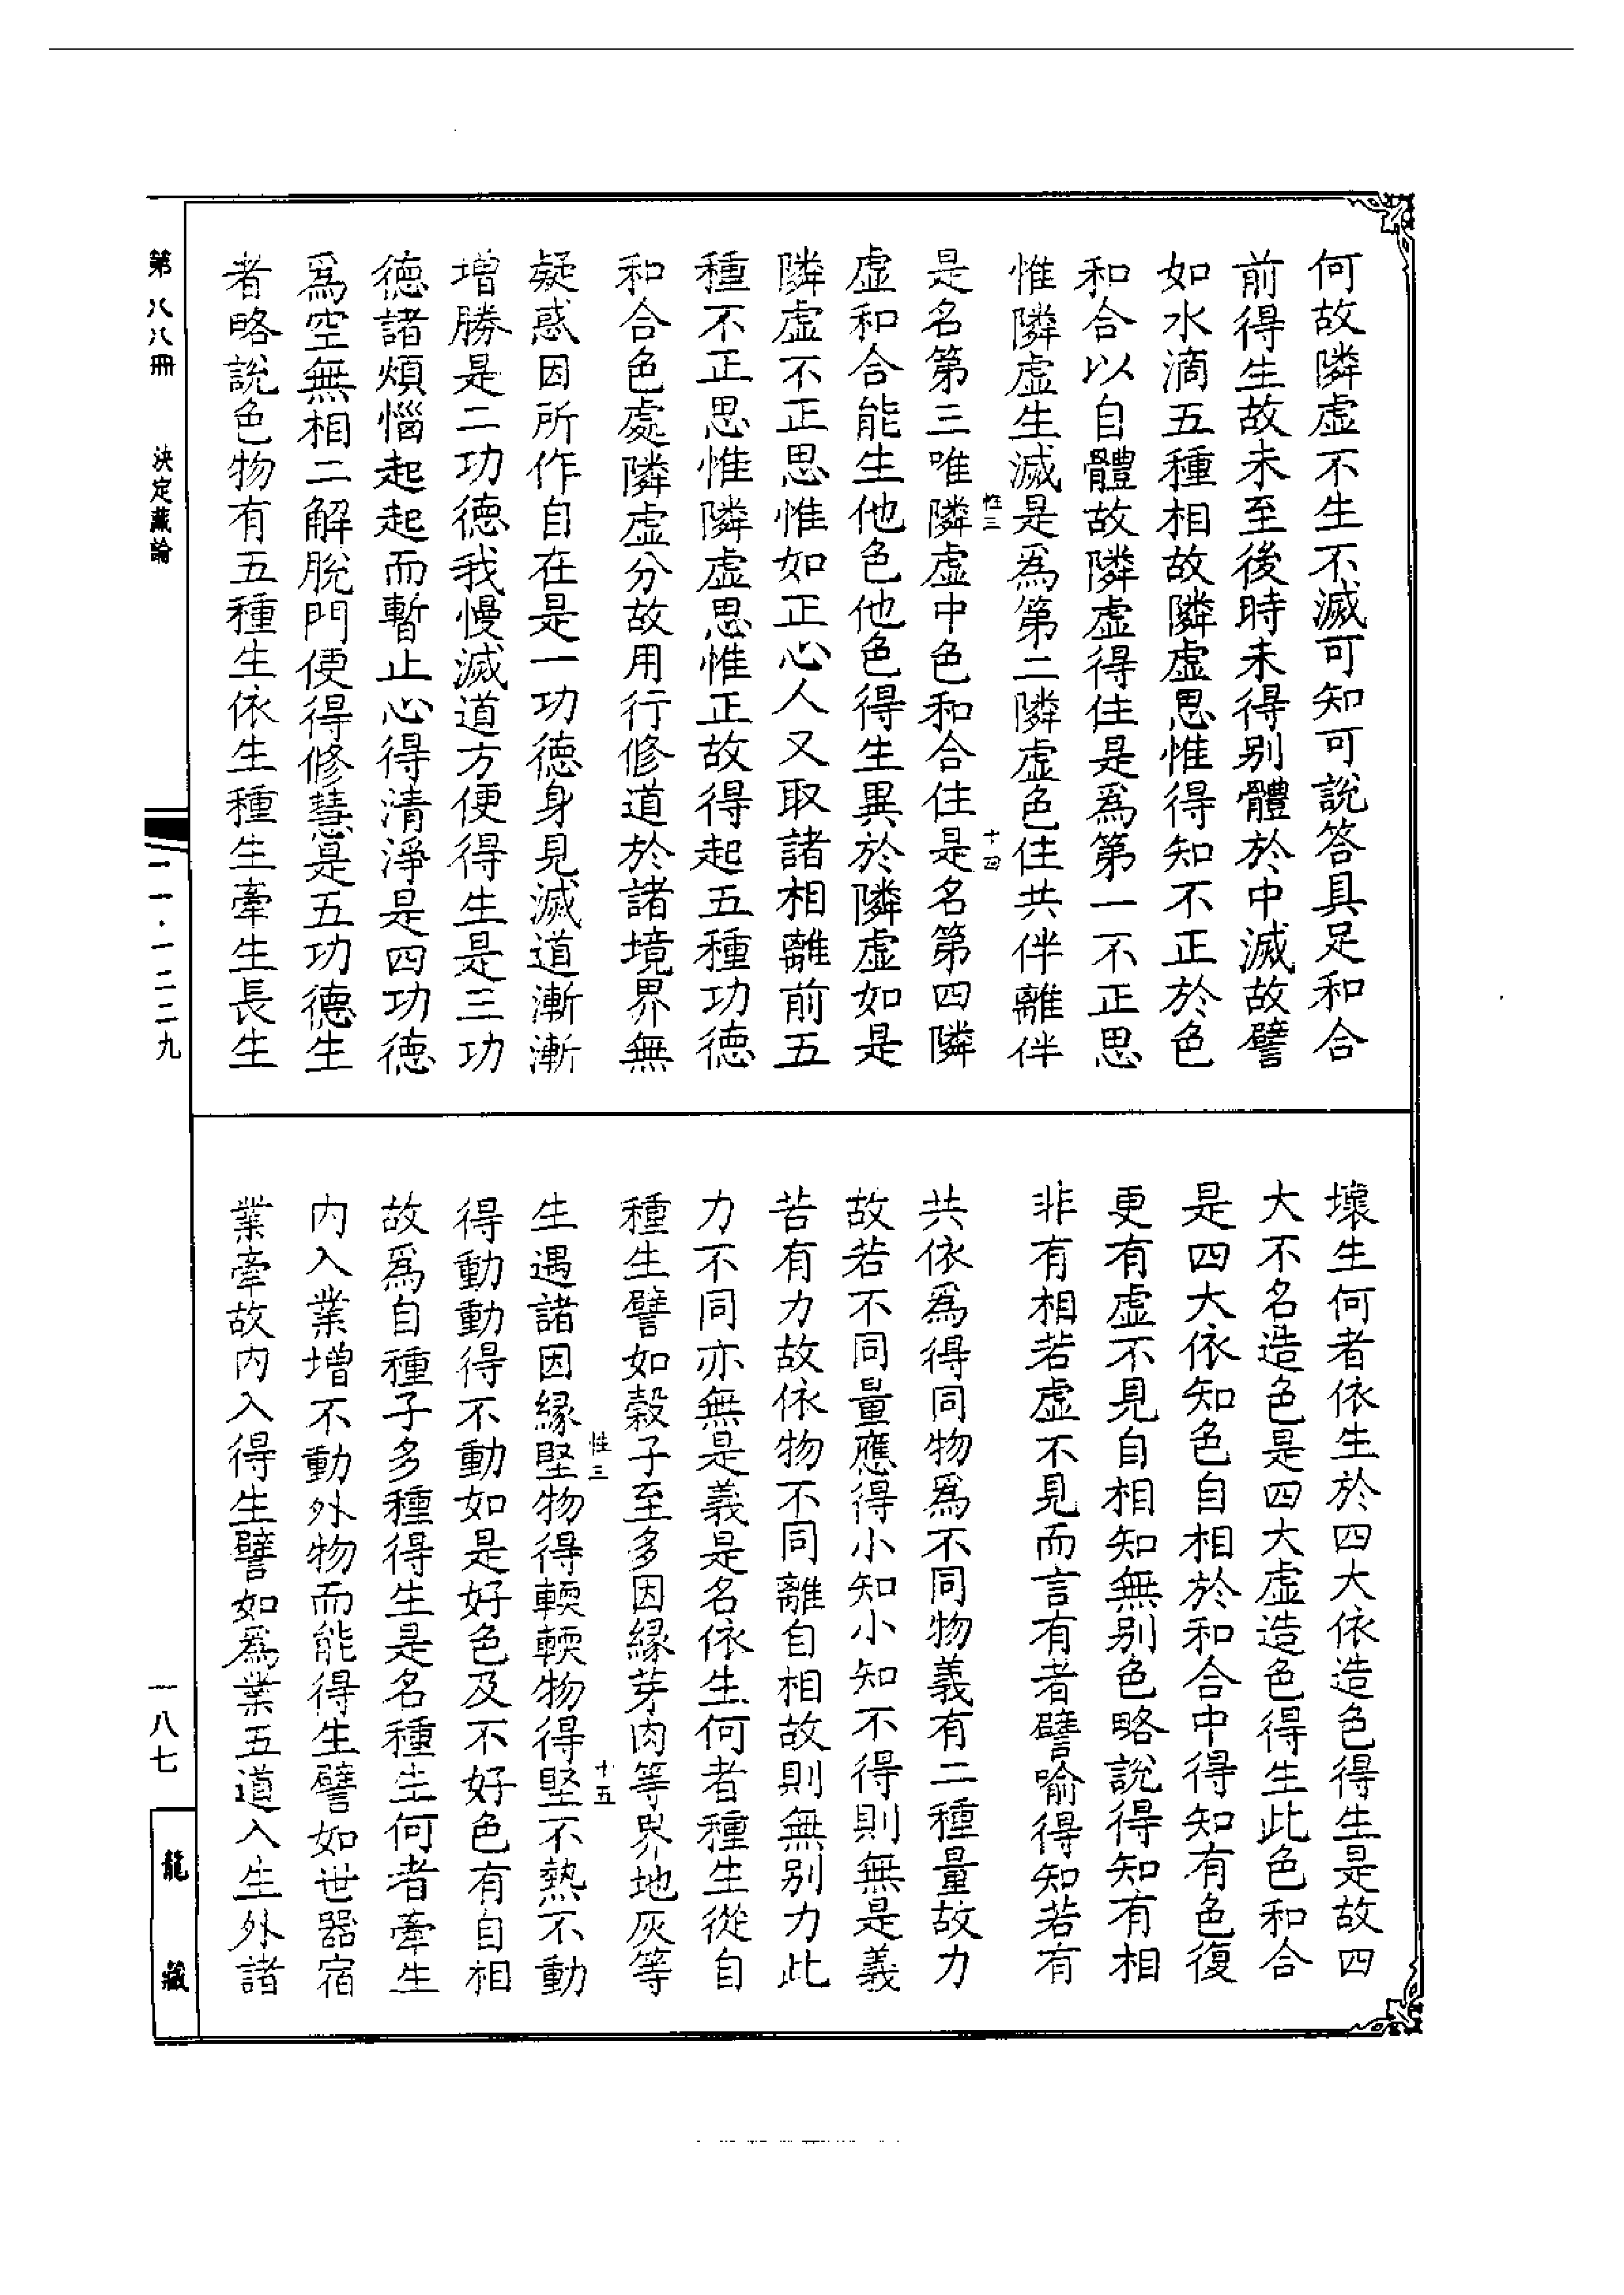 何故隣虛不生不滅可知可說答具足和合
前得生故未至後時未得别體於中滅故譬
如水滴五種相故隣虛思惟得知不正於色
和合以自體故隣虛得住是爲第一不正思
惟隣虛生滅是爲第二隣虛色住共伴離伴
性三
十四
是名第三唯隣虛中色和合住是名第四隣
虛和合能生他色他色得生異於隣虛如是
隣虛不正思惟如正心人又取諸相離前五
種不正思惟隣虛思惟正故得起五種功德
和合色處隣虛分故用行修道於諸境界無
疑惑因所作自在是一功德身見滅道漸漸
增勝是二功德我慢滅道方便得生是三功
德諸煩惱起起而暫止心得清淨是四功德
爲空無相二解脫門便得修慧是五功德生
者略說色物有五種生依生種生牽生長生
壞生何者依生於四大依造色得生是故四
大不名造色是四大虛造色得生此色和合
是四大依知色自相於和合中得知有色復
更有虛不見自相知無别色略說得知有相
非有相若虛不見而言有者譬喻得知若有
共依爲得同物爲不同物義有二種量故力
故若不同量應得小知小知不得則無是義
若有力故依物不同離自相故則無别力此
力不同亦無是義是名依生何者種生從自
種生譬如穀子至多因緣芽肉等界地灰等
性三
十五
生遇諸因緣堅物得輭輭物得堅不熱不動
得動動得不動如是好色及不好色有自相
故爲自種子多種得生是名種生何者牽生
内入業增不動外物而能得生譬如世器宿
業牽故内入得生譬如爲業五道入生外諸
第八八冊
決定藏論
二一·一二二九
一八七
龍藏